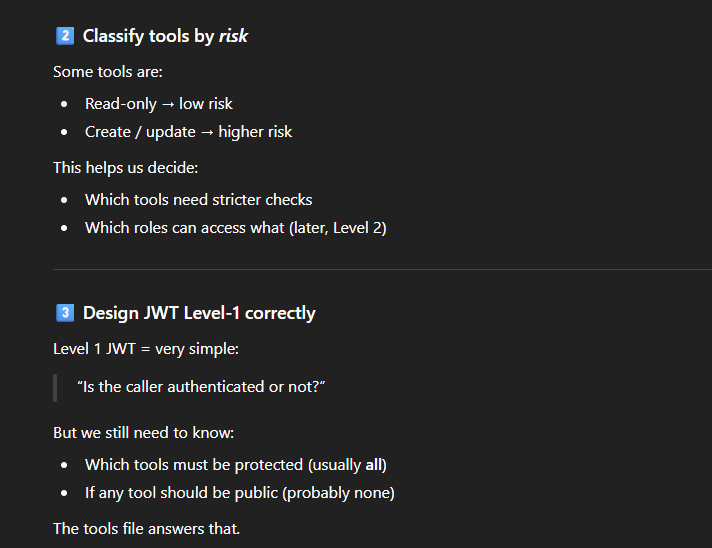 2 Classify tools by risk
Some tools are:
• Read-only → low risk
• Create / update → higher risk
This helps us decide:
• Which tools need stricter checks
• Which roles can access what (later, Level 2)
3 Design JWT Level-1 correctly
Level 1 JWT = very simple:
“Is the caller authenticated or not?”
But we still need to know:
• Which tools must be protected (usually all)
• If any tool should be public (probably none)
The tools file answers that.